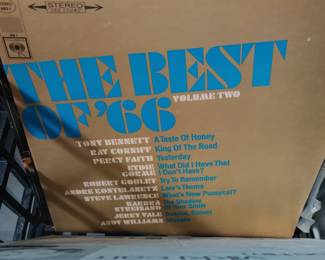 STEREO
THE BEST
OF '66
VOLUME TWO
TONY BENNETT A Taste Of Honey
RAY CONNIFF King Of The Road
PERCY FAITH Yesterday
EYDIE GORME What Did I Have That I Don't Have?
ROBERT GOULET Try To Remember
ANDRE KOSTELANETZ Lara's Theme
STEVE LAWRENCE What's New Pussycat?
BARBRA STREISAND The Shadow Of Your Smile
JERRY VALE Sunrise, Sunset
ANDY WILLIAMS